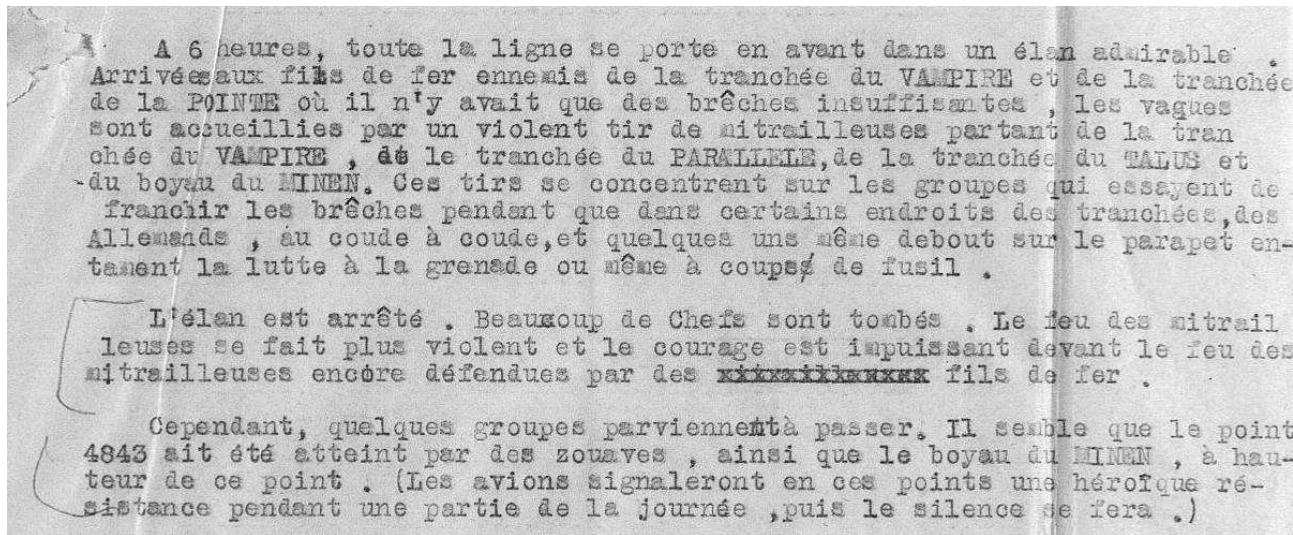 A 6 heures, toute la ligne se porte en avant dans un élan admirable .
Arrivées aux fils de fer ennemis de la tranchée du VAMPIRE et de la tranchée
de la POINTE où il n'y avait que des brêches insuffisantes , les vagues
sont accueillies par un violent tir de mitrailleuses partant de la tran
chée du VAMPIRE , de le tranchée du PARALLELE,de la tranchée du TALUS et
-du boyau du MINEN. Ces tirs se concentrent sur les groupes qui essayent de
franchir les brêches pendant que dans certains endroits des tranchées,des
Allemands , au coude à coude,et quelques uns même debout sur le parapet en-
tament la lutte à la grenade ou même à coups de fusil .
L'élan est arrêté . Beaucoup de Chefs sont tombés . Le feu des mitrail
leuses se fait plus violent et le courage est impuissant devant le feu des
mitrailleuses encore défendues par des fils de fer .
Cependant, quelques groupes parviennent à passer. Il semble que le point
4843 ait été atteint par des zouaves , ainsi que le boyau du MINEN , à hau-
teur de ce point . (Les avions signaleront en ces points une héroïque ré-
sistance pendant une partie de la journée ,puis le silence se fera .)